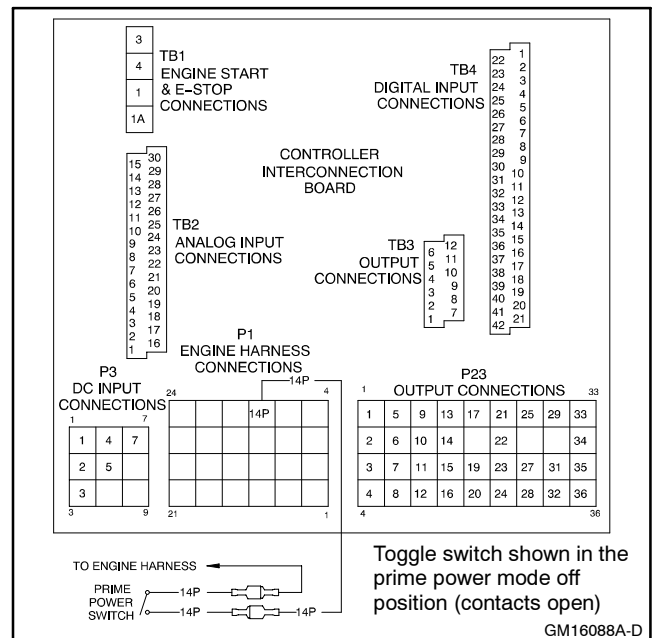 3
4
1
1A
TB1
ENGINE START
& E–STOP
CONNECTIONS
TB4
DIGITAL INPUT
CONNECTIONS
22 1
23 2
24 3
25 4
26 5
27 6
28 7
29 8
30 9
31 10
32 11
33 12
34 13
35 14
36 15
37 16
38 17
39 18
40 19
41 20
42 21
CONTROLLER
INTERCONNECTION
BOARD
15 30
14 29
13 28
12 27
11 26
10 25
9 24
8 23
7 22
6 21
5 20
4 19
3 18
2 17
1 16
TB2
ANALOG INPUT
CONNECTIONS
TB3
OUTPUT
CONNECTIONS
6 12
5 11
4 10
3 9
2 8
1 7
P1
ENGINE HARNESS
CONNECTIONS
24 4
14P
14P
21 1
P3
DC INPUT
CONNECTIONS
1 7
1 4 7
2 5
3
3 9
P23
1 OUTPUT CONNECTIONS 33
1 5 9 13 17 21 25 29 33
2 6 10 14 22 34
3 7 11 15 19 23 27 31 35
4 8 12 16 20 24 28 32 36
4 36
TO ENGINE HARNESS
PRIME
POWER
SWITCH
14P
14P 14P
Toggle switch shown in the
prime power mode off
position (contacts open)
GM16088A-D